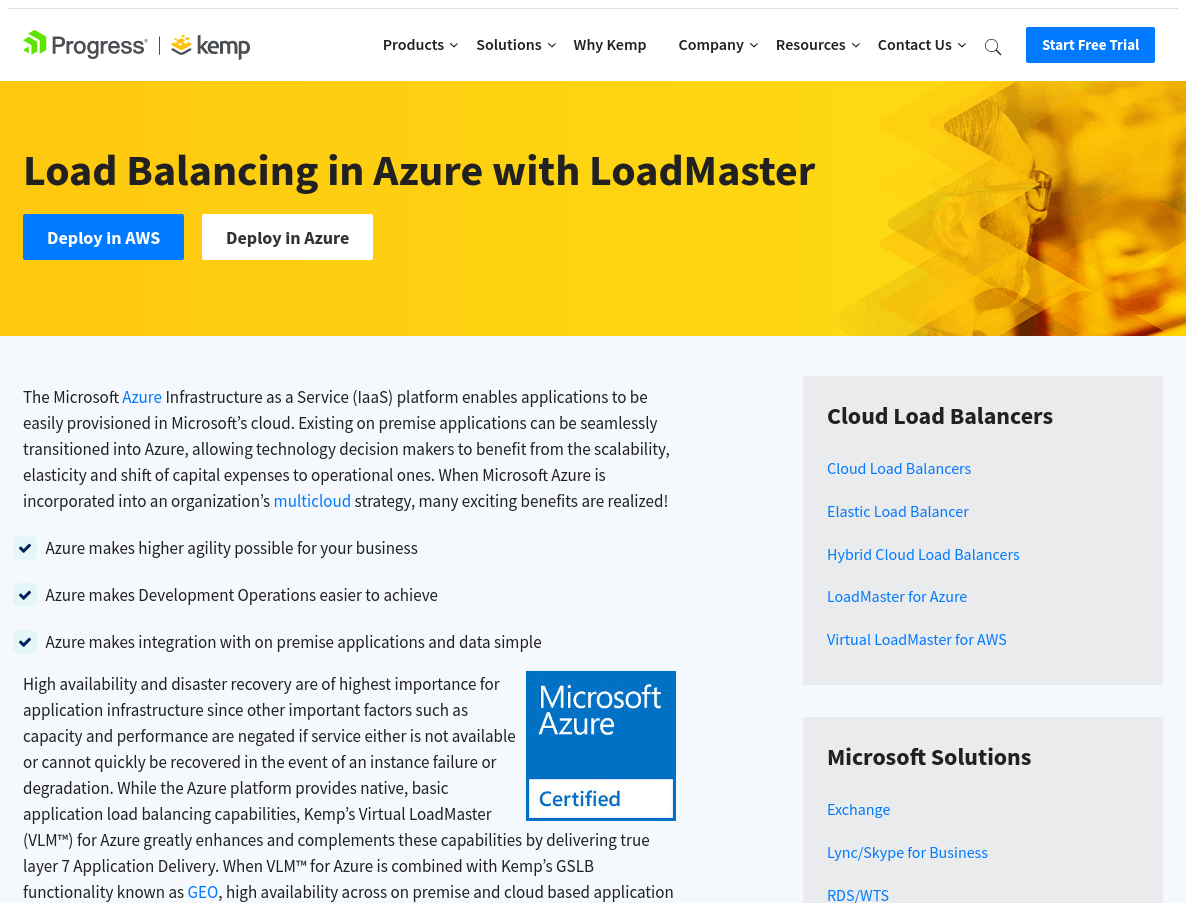 Progress® | kemp
Products Solutions Why Kemp Company Resources Contact Us Start Free Trial
Load Balancing in Azure with LoadMaster
Deploy in AWS Deploy in Azure
The Microsoft Azure Infrastructure as a Service (IaaS) platform enables applications to be
easily provisioned in Microsoft’s cloud. Existing on premise applications can be seamlessly
transitioned into Azure, allowing technology decision makers to benefit from the scalability,
elasticity and shift of capital expenses to operational ones. When Microsoft Azure is
incorporated into an organization’s multicloud strategy, many exciting benefits are realized!
Azure makes higher agility possible for your business
Azure makes Development Operations easier to achieve
Azure makes integration with on premise applications and data simple
High availability and disaster recovery are of highest importance for
application infrastructure since other important factors such as
capacity and performance are negated if service either is not available
or cannot quickly be recovered in the event of an instance failure or
degradation. While the Azure platform provides native, basic
application load balancing capabilities, Kemp’s Virtual LoadMaster
(VLM™) for Azure greatly enhances and complements these capabilities by delivering true
layer 7 Application Delivery. When VLM™ for Azure is combined with Kemp’s GSLB
functionality known as GEO, high availability across on premise and cloud based application
Microsoft
Azure
Certified
Cloud Load Balancers
Cloud Load Balancers
Elastic Load Balancer
Hybrid Cloud Load Balancers
LoadMaster for Azure
Virtual LoadMaster for AWS
Microsoft Solutions
Exchange
Lync/Skype for Business
RDS/WTS